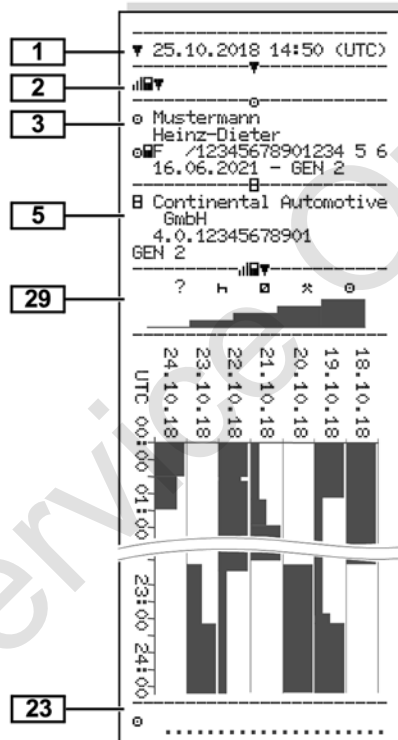 1
▼ 25.10.2018 14:50 (UTC)
2
3
Mustermann
Heinz-Dieter
F /12345678901234 5 6
16.06.2021 - GEN 2
5
Continental Automotive
GmbH
4.0.12345678901
GEN 2
29
?
UTC
24.10.18
23.10.18
22.10.18
21.10.18
20.10.18
19.10.18
18.10.18
00:00
01:00
23:00
24:00
23
....................
Service